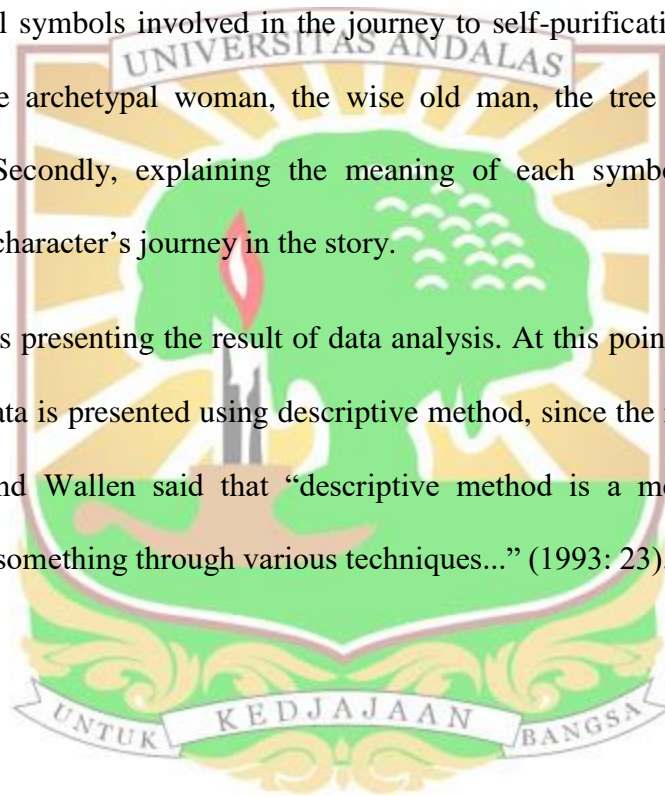 l symbols involved in the journey to self-purificati
UNIVERSITAS ANDALAS
e archetypal woman, the wise old man, the tree
Secondly, explaining the meaning of each symbo
character’s journey in the story.
s presenting the result of data analysis. At this poin
ata is presented using descriptive method, since the
nd Wallen said that “descriptive method is a m
something through various techniques...” (1993: 23).
UNTUK KEDJAJAAN BANGSA